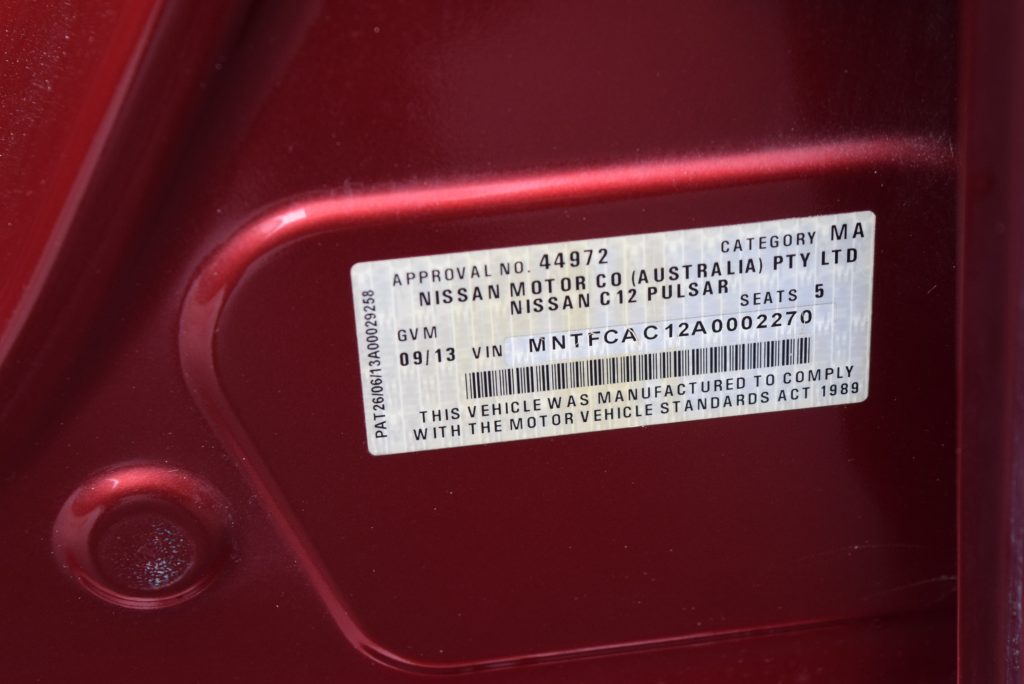 APPROVAL NO. 44972 CATEGORY MA
NISSAN MOTOR CO (AUSTRALIA) PTY LTD
NISSAN C12 PULSAR
GVM SEATS 5
09/13 VIN MNTFCAC12A0002270
THIS VEHICLE WAS MANUFACTURED TO COMPLY
WITH THE MOTOR VEHICLE STANDARDS ACT 1989
PAT26/06/13A00029258